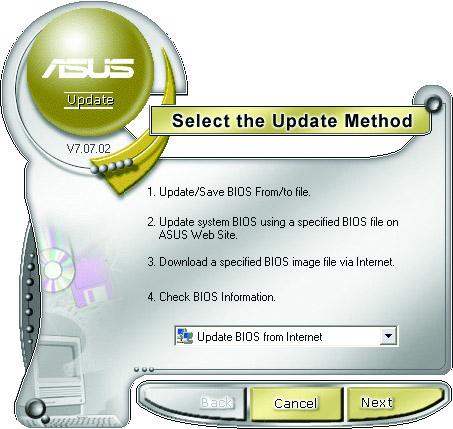 ASUS
Update
V7.07.02
Select the Update Method
1. Update/Save BIOS From/to file.
2. Update system BIOS using a specified BIOS file on
ASUS Web Site.
3. Download a specified BIOS image file via Internet.
4. Check BIOS Information.
Update BIOS from Internet
Back
Cancel
Next